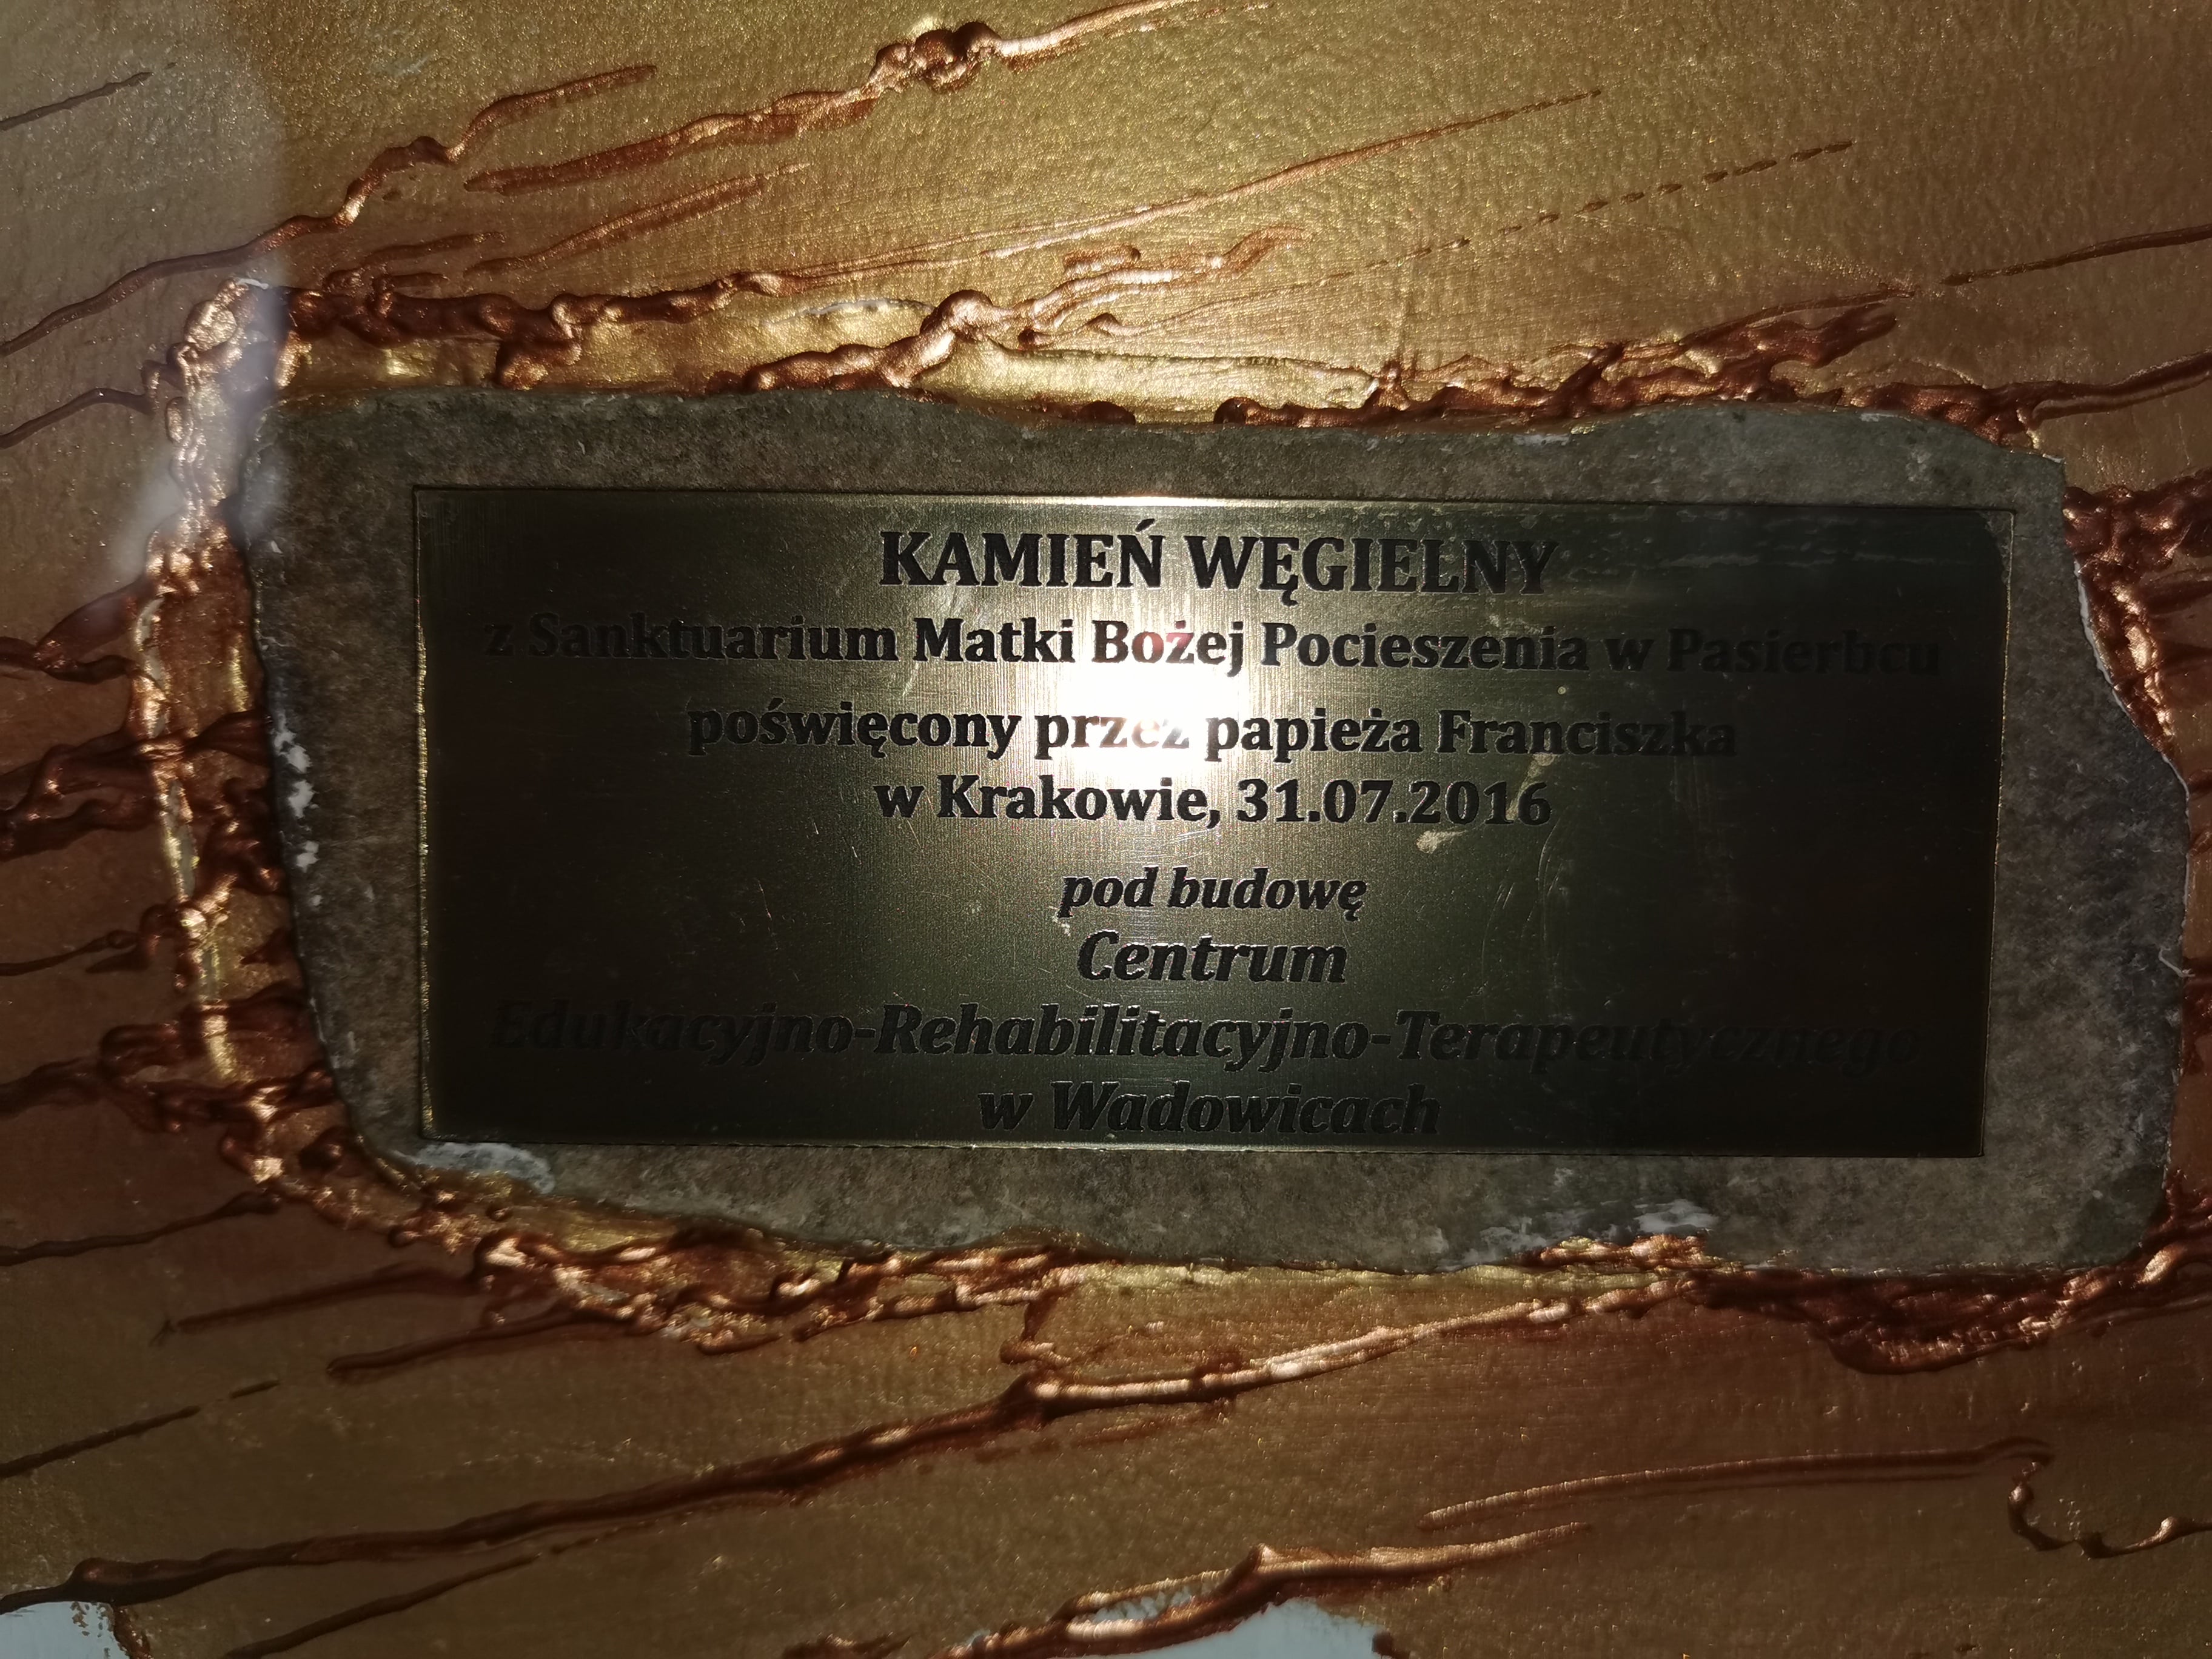 KAMIEŃ WĘGIELNY
z Sanktuarium Matki Bożej Pocieszenia w Pasierbcu
poświęcony przez papieża Franciszka
w Krakowie, 31.07.2016
pod budowę
Centrum
Edukacyjno-Rehabilitacyjno-Terapeutycznego
w Wadowicach